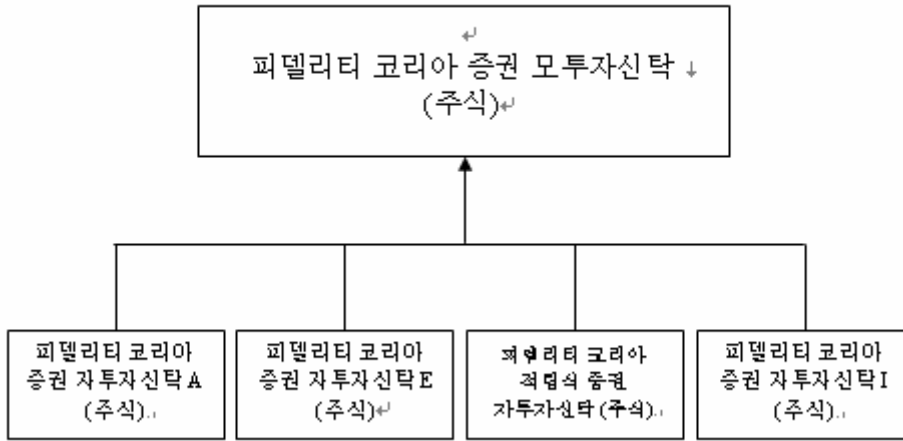 피델리티 코리아 증권 모투자신탁
(주식)
피델리티 코리아
증권 자투자신탁 A
(주식)
피델리티 코리아
증권 자투자신탁 E
(주식)
피델리티 코리아
적립식 증권
자투자신탁 (주식)
피델리티 코리아
증권 자투자신탁 I
(주식)